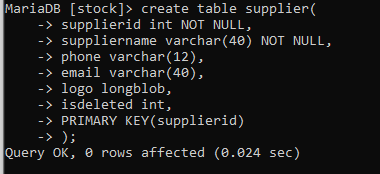 MariaDB [stock]> create table supplier(
    -> supplierid int NOT NULL,
    -> suppliername varchar(40) NOT NULL,
    -> phone varchar(12),
    -> email varchar(40),
    -> logo longblob,
    -> isdeleted int,
    -> PRIMARY KEY(supplierid)
    -> );
Query OK, 0 rows affected (0.024 sec)